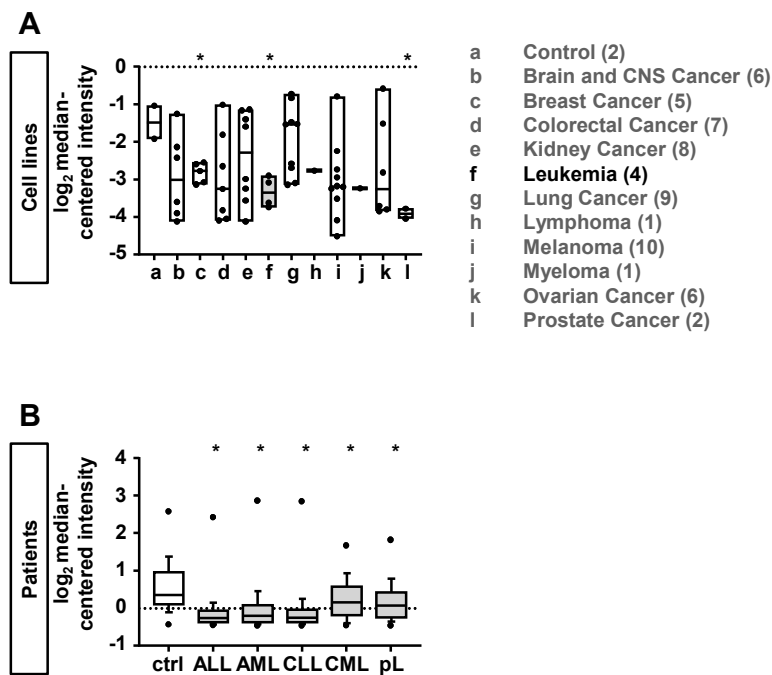 A
Cell lines
log2 median-
centered intensity
0
-1
-2
-3
-4
-5
* * *
a b c d e f g h i j k l
a Control (2)
b Brain and CNS Cancer (6)
c Breast Cancer (5)
d Colorectal Cancer (7)
e Kidney Cancer (8)
f Leukemia (4)
g Lung Cancer (9)
h Lymphoma (1)
i Melanoma (10)
j Myeloma (1)
k Ovarian Cancer (6)
l Prostate Cancer (2)
B
Patients
log2 median-
centered intensity
4
3
2
1
0
-1
* * * * *
ctrl ALL AML CLL CML pL